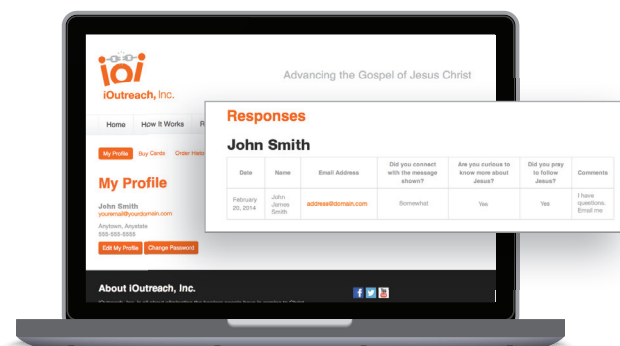 iOi
iOutreach, Inc.
Advancing the Gospel of Jesus Christ
Home How It Works
My Profile Buy Cards Order
My Profile
John Smith
youremail@yourdomain.com
Anytown, Anystate
555-555-5555
Edit My Profile Change Password
Responses
John Smith
Date Name Email Address Did you connect with the message shown? Are you curious to know more about Jesus? Did you pray to follow Jesus? Comments
February 20, 2014 John James Smith address@domain.com Somewhat Yes Yes I have questions. Email me
About iOutreach, Inc.